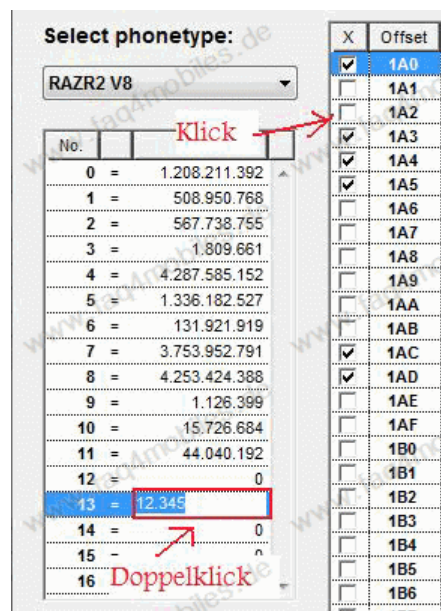 Select phonetype:
RAZR2 V8
Klick
No.
0 = 1.208.211.392
1 = 508.950.768
2 = 567.738.755
3 = 1.809.661
4 = 4.287.585.152
5 = 1.336.182.527
6 = 131.921.919
7 = 3.753.952.791
8 = 4.253.424.388
9 = 1.126.399
10 = 15.726.684
11 = 44.040.192
12 = 0
13 = 12.345
14 = 0
15 = 0
16
Doppelklick
X Offset
1A0
1A1
1A2
1A3
1A4
1A5
1A6
1A7
1A8
1A9
1AA
1AB
1AC
1AD
1AE
1AF
1B0
1B1
1B2
1B3
1B4
1B5
1B6
www.faq4mobiles.de